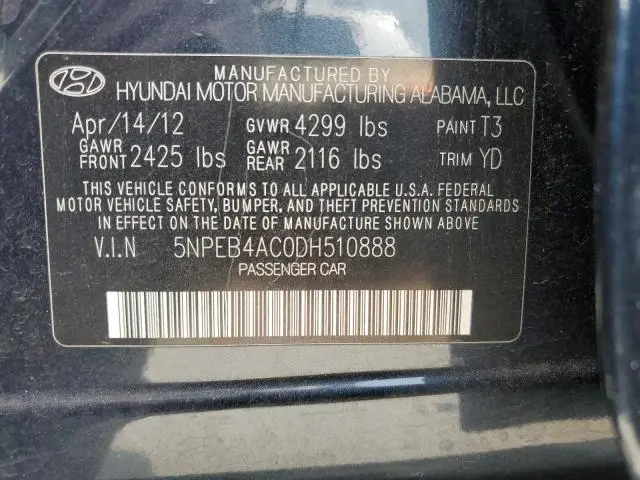 MANUFACTURED BY
HYUNDAI MOTOR MANUFACTURING ALABAMA, LLC
Apr/14/12 GVWR 4299 lbs PAINT T3
GAWR FRONT 2425 lbs GAWR REAR 2116 lbs TRIM YD
THIS VEHICLE CONFORMS TO ALL APPLICABLE U.S.A. FEDERAL
MOTOR VEHICLE SAFETY, BUMPER, AND THEFT PREVENTION STANDARDS
IN EFFECT ON THE DATE OF MANUFACTURE SHOWN ABOVE
V.I.N 5NPEB4AC0DH510888
PASSENGER CAR